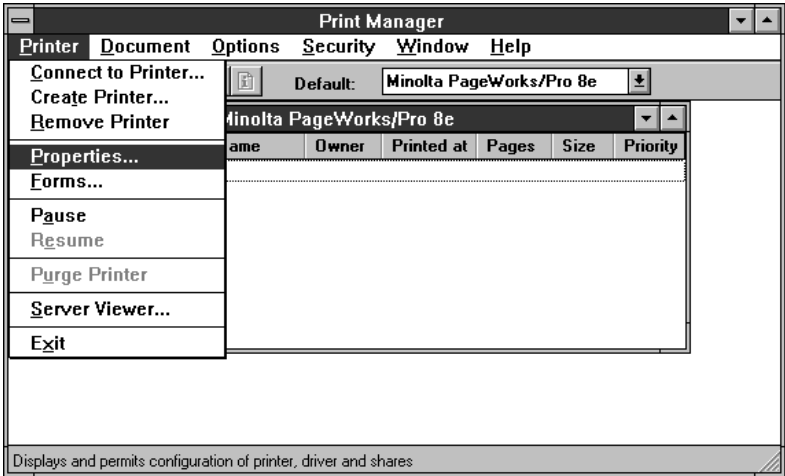 Print Manager
Printer Document Options Security Window Help
Connect to Printer...
Create Printer...
Remove Printer
Properties...
Forms...
Pause
Resume
Purge Printer
Server Viewer...
Exit
Default: Minolta PageWorks/Pro 8e
Minolta PageWorks/Pro 8e
ame Owner Printed at Pages Size Priority
Displays and permits configuration of printer, driver and shares